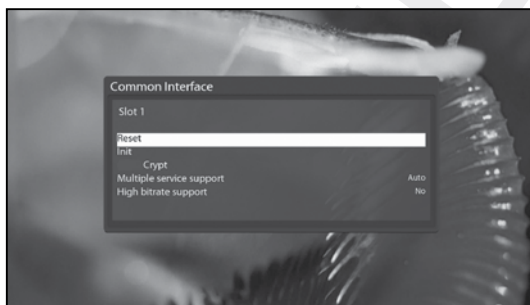 Common Interface
Slot 1
Reset
Init
Crypt
Multiple service support Auto
High bitrate support No